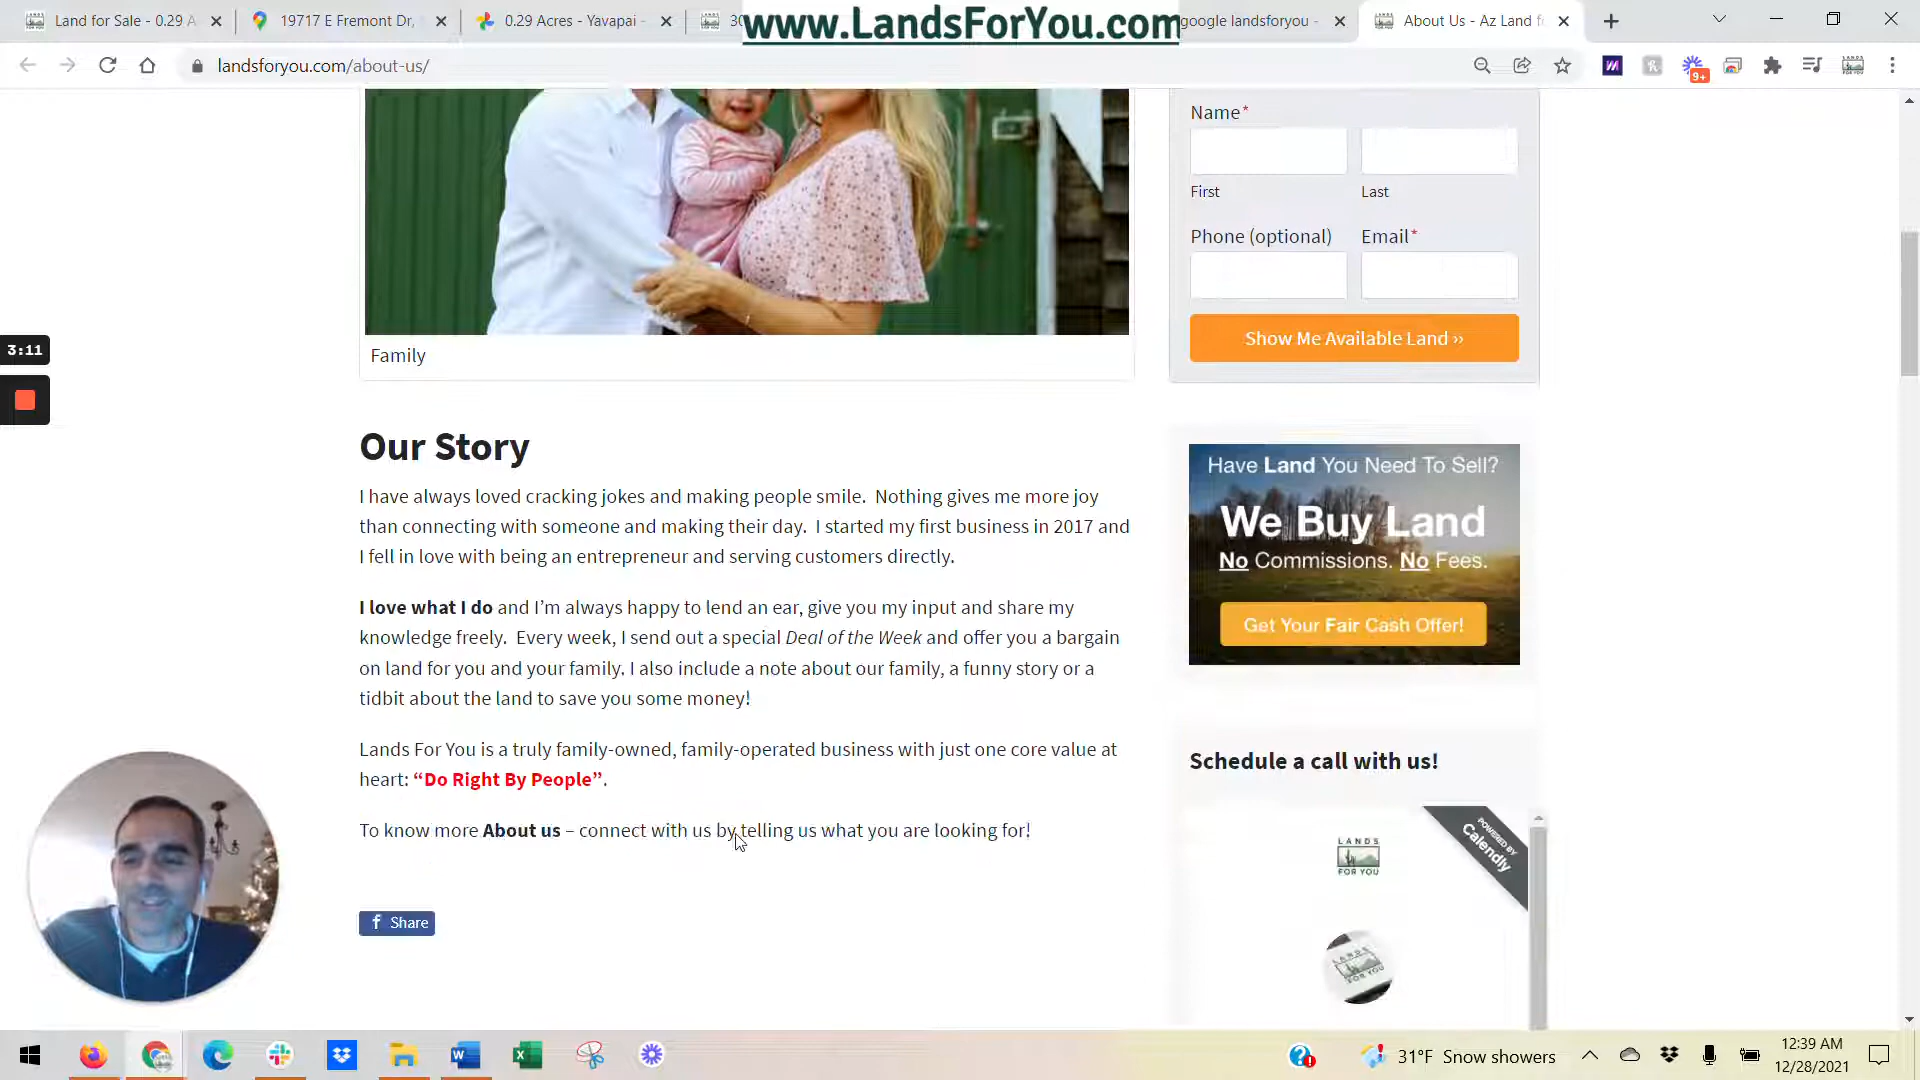 Land for Sale - 0.29 A
19717 E Fremont Dr,
0.29 Acres - Yavapai -
30
www.LandsForYou.com
google landsforyou -
About Us - Az Land f
landsforyou.com/about-us/
9+
Name*
First
Last
Phone (optional)
Email*
Show Me Available Land ››
3:11
Family
Our Story
I have always loved cracking jokes and making people smile. Nothing gives me more joy
than connecting with someone and making their day. I started my first business in 2017 and
I fell in love with being an entrepreneur and serving customers directly.
I love what I do and I’m always happy to lend an ear, give you my input and share my
knowledge freely. Every week, I send out a special Deal of the Week and offer you a bargain
on land for you and your family. I also include a note about our family, a funny story or a
tidbit about the land to save you some money!
Lands For You is a truly family-owned, family-operated business with just one core value at
heart: “Do Right By People”.
To know more About us – connect with us by telling us what you are looking for!
Share
Have Land You Need To Sell?
We Buy Land
No Commissions. No Fees.
Get Your Fair Cash Offer!
Schedule a call with us!
POWERED BY
Calendly
LANDS
FOR YOU
LANDS
FOR YOU
31°F Snow showers
12:39 AM
12/28/2021